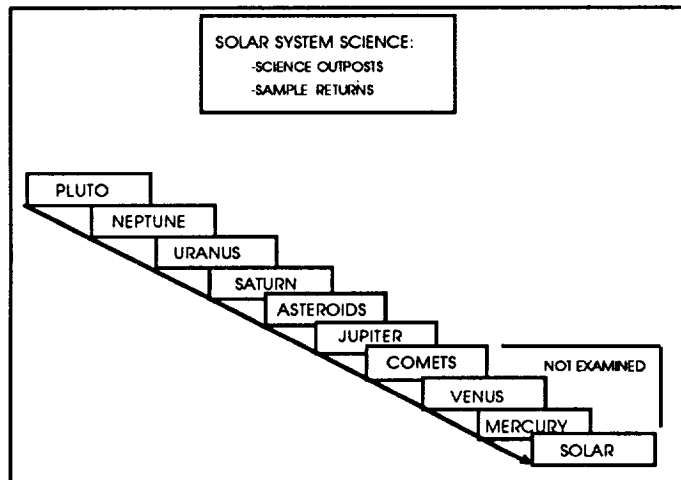 SOLAR SYSTEM SCIENCE:
-SCIENCE OUTPOSTS
-SAMPLE RETURNS
PLUTO
NEPTUNE
URANUS
SATURN
ASTEROIDS
JUPITER
COMETS
NOT EXAMINED
VENUS
MERCURY
SOLAR